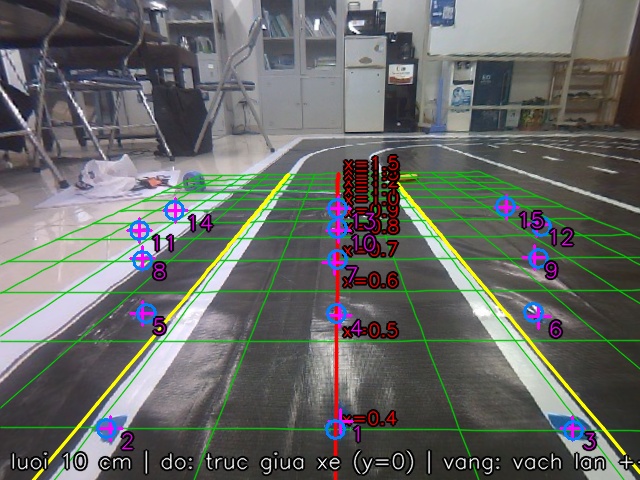 x=1.5
x=0.8
x=0.7
x=0.6
x=0.5
x=0.4
14
13
15
11
10
12
8
7
9
5
4
6
2
1
3
luoi 10 cm | do: truc giua xe (y=0) | vang: vach lan +-